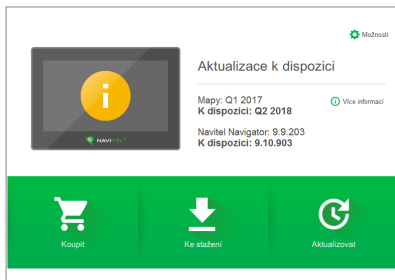 Možnosti
Aktualizace k dispozici
Mapy: Q1 2017
K dispozici: Q2 2018
Více informací
Navitel Navigator: 9.9.203
K dispozici: 9.10.903
NAVITEL
Koupit
Ke stažení
Aktualizovat